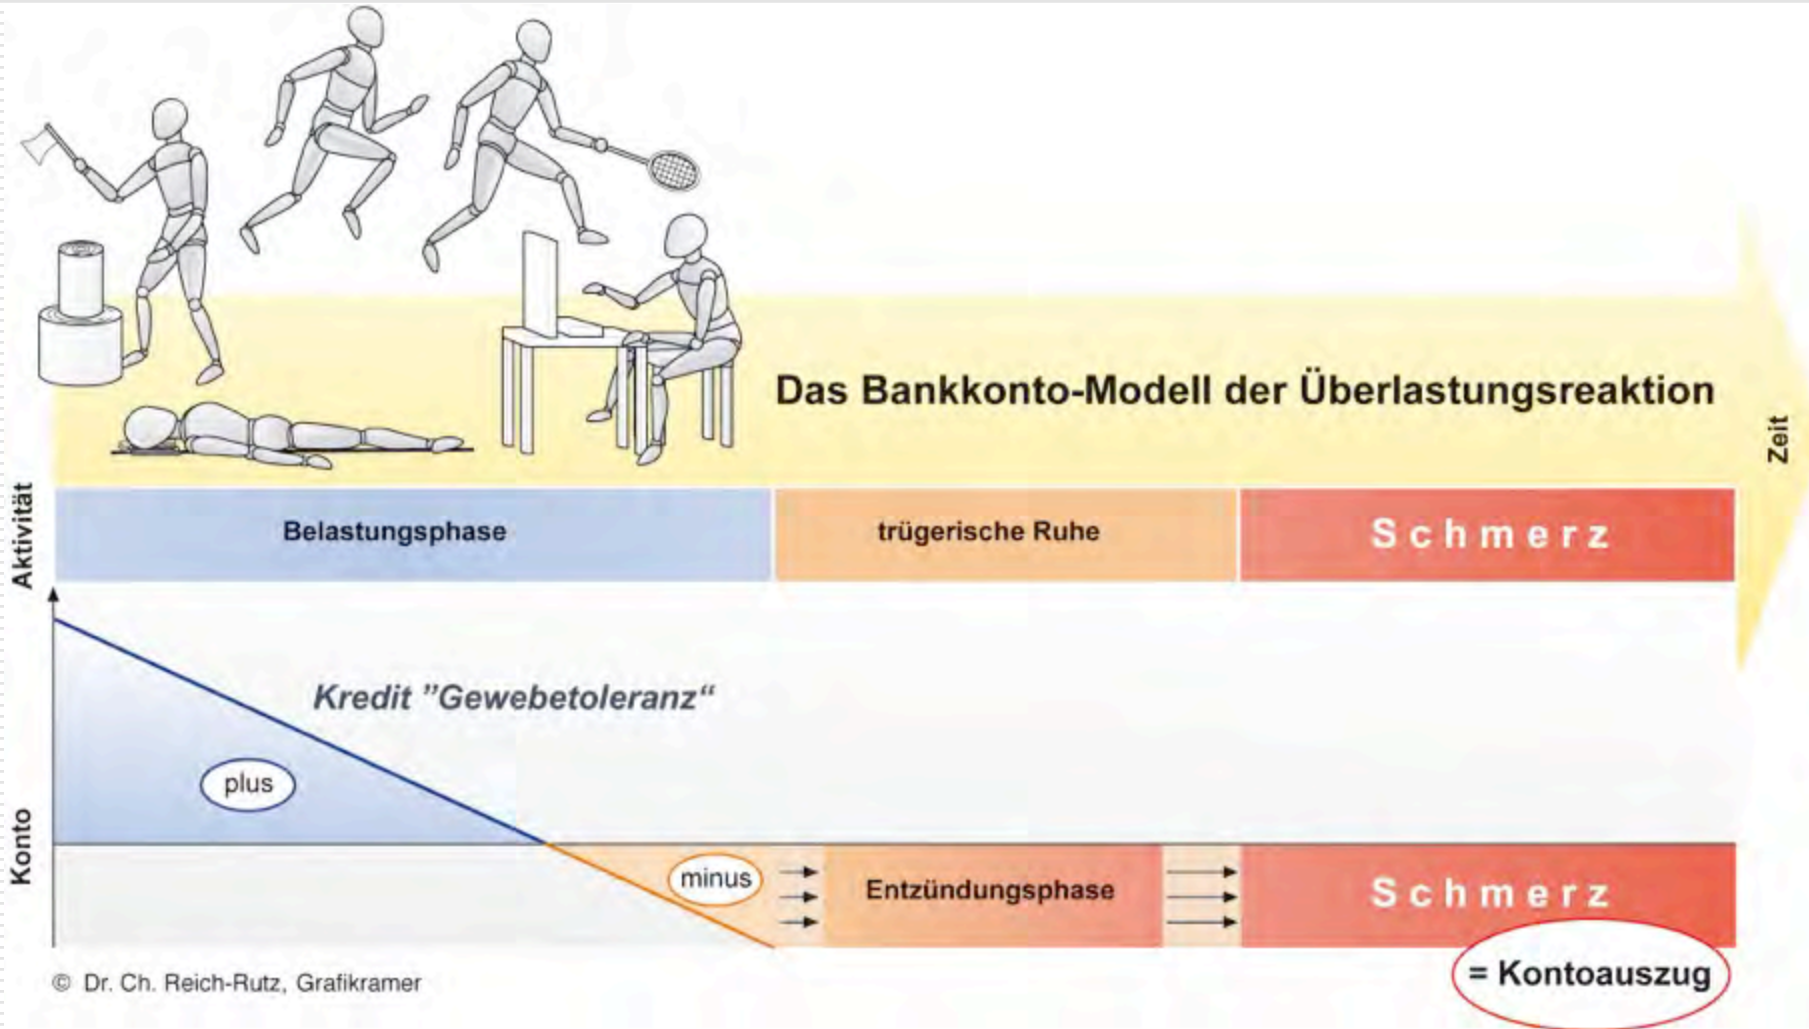 Das Bankkonto-Modell der Überlastungsreaktion
Zeit
Aktivität
Belastungsphase
trügerische Ruhe
Schmerz
Kredit ”Gewebetoleranz“
plus
Konto
minus
Entzündungsphase
Schmerz
= Kontoauszug
© Dr. Ch. Reich-Rutz, Grafikramer